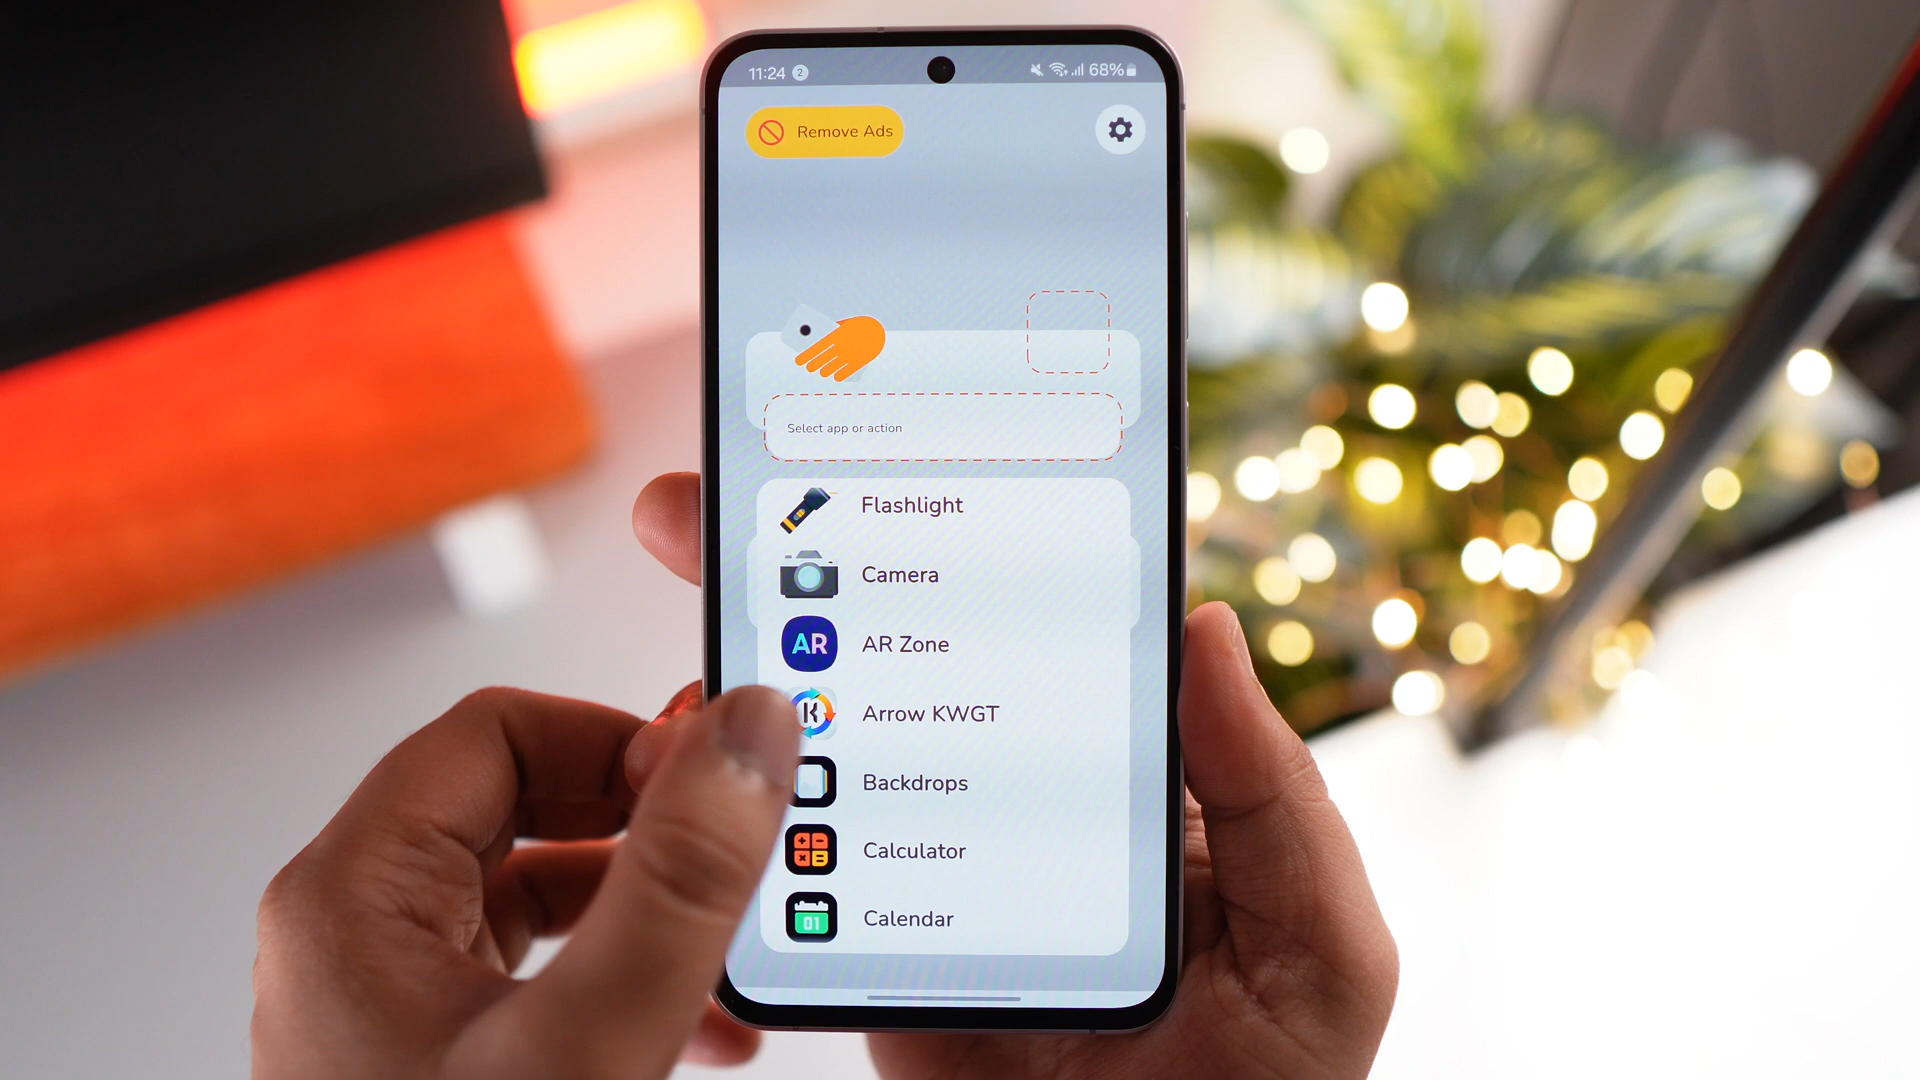 11:24 2 68%
Remove Ads
Select app or action
Flashlight
Camera
AR AR Zone
K Arrow KWGT
Backdrops
Calculator
01 Calendar